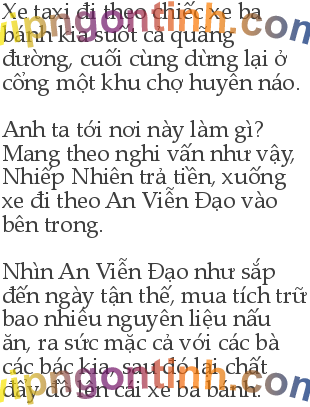 Xe taxi đi theo chiếc xe ba
bánh kia suốt cả quãng
đường, cuối cùng dừng lại ở
cổng một khu chợ huyên náo.
Anh ta tới nơi này làm gì?
Mang theo nghi vấn như vậy,
Nhiếp Nhiên trả tiền, xuống
xe đi theo An Viễn Đạo vào
bên trong.
Nhìn An Viễn Đạo như sắp
đến ngày tận thế, mua tích trữ
bao nhiêu nguyên liệu nấu
ăn, ra sức mặc cả với các bà
các bác kia, sau đó lại chất
đầy đồ lên cái xe ba bánh.